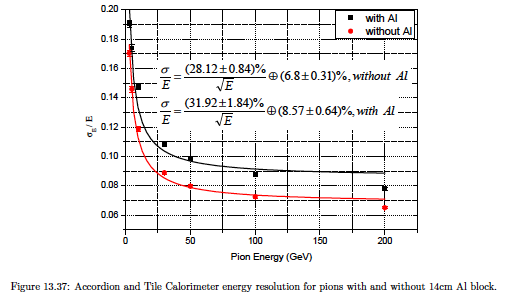 0.20
0.18
0.16
0.14
0.12
0.10
0.08
0.06
σE / E
with Al
without Al
σ/E = (28.12±0.84)%/√E ⊕(6.8±0.31)%, without Al
σ/E = (31.92±1.84)%/√E ⊕(8.57±0.64)%, with Al
0 50 100 150 200
Pion Energy (GeV)
Figure 13.37: Accordion and Tile Calorimeter energy resolution for pions with and without 14cm Al block.